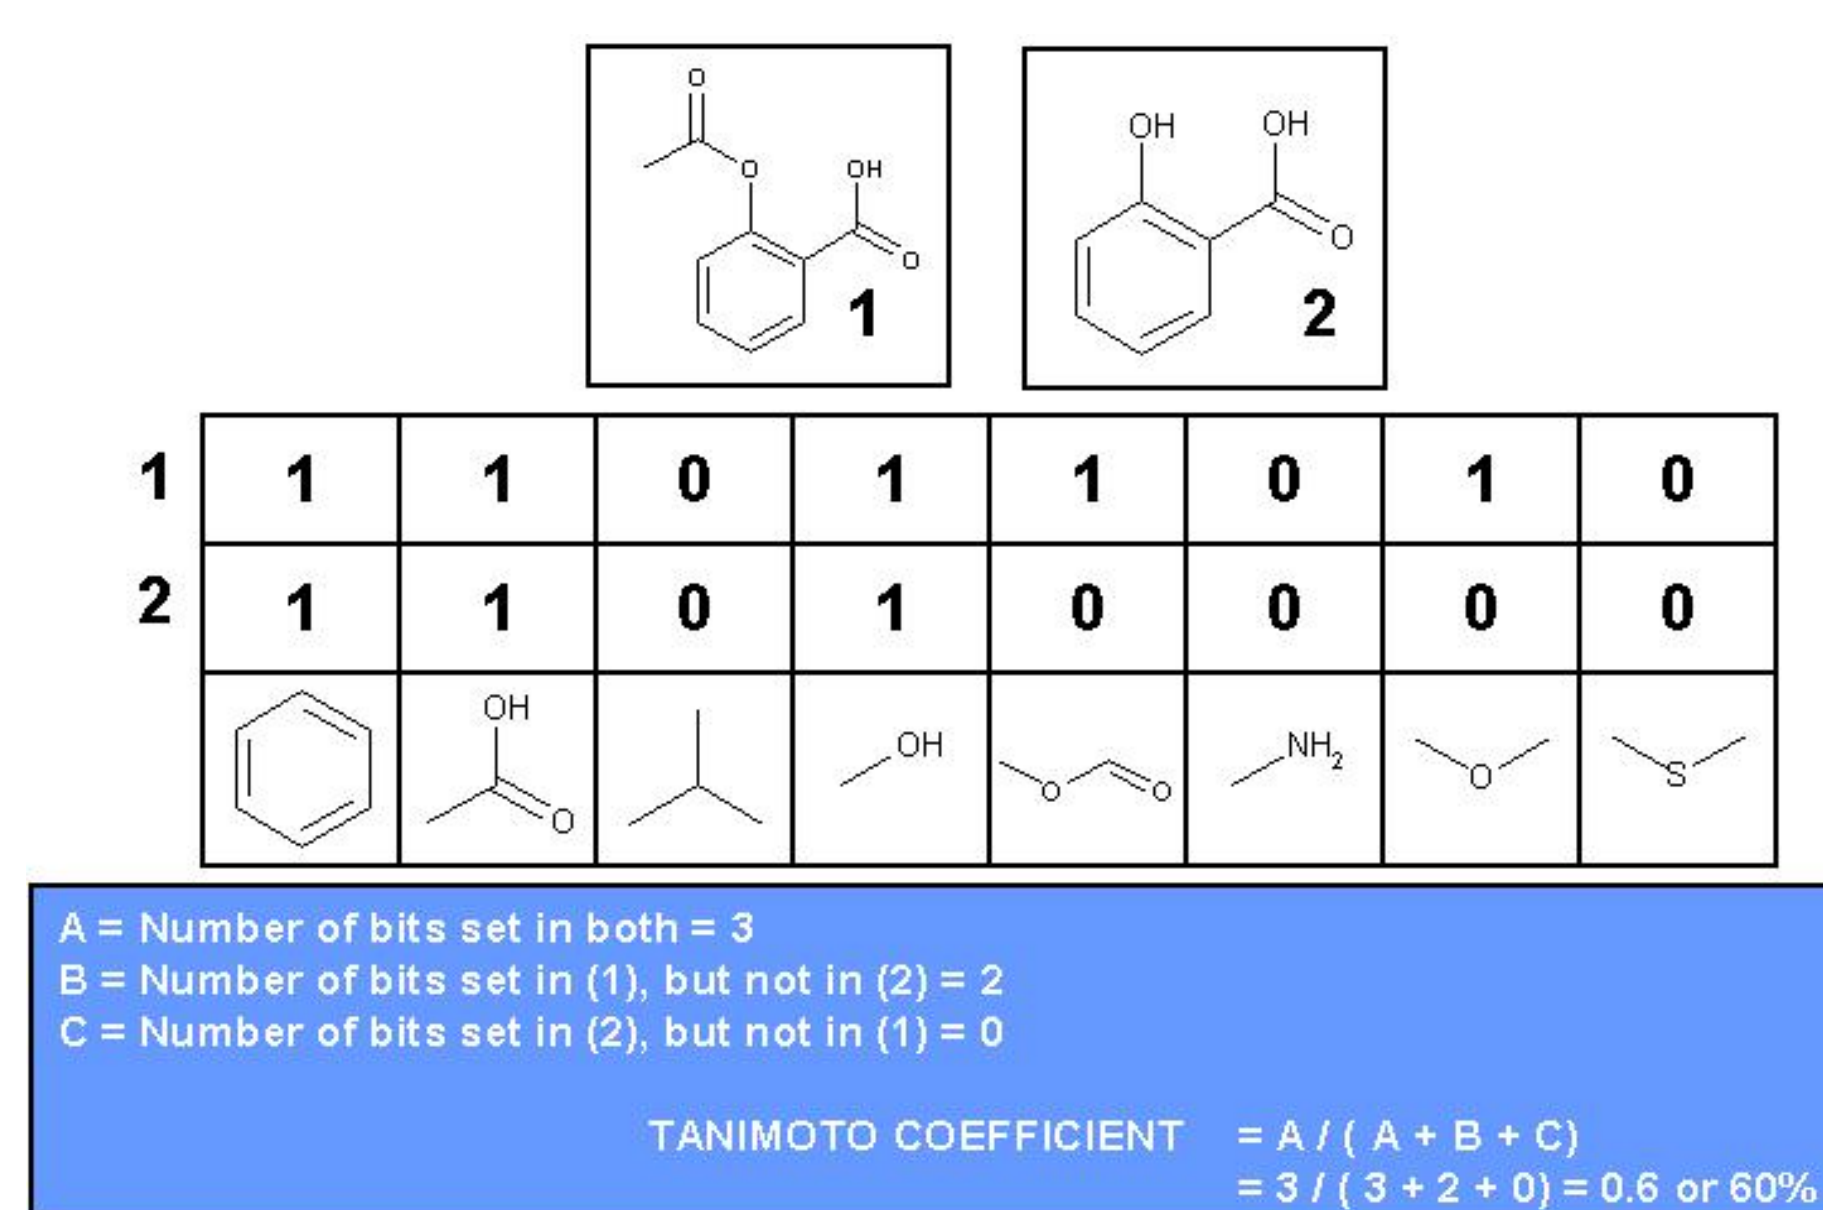 O
OH
OH
OH
O
O
O
1
2
1 1 1 0 1 1 0 1 0
2 1 1 0 1 0 0 0 0
OH
O
OH
O
O
NH2
O
S
A = Number of bits set in both = 3
B = Number of bits set in (1), but not in (2) = 2
C = Number of bits set in (2), but not in (1) = 0
TANIMOTO COEFFICIENT = A / ( A + B + C)
= 3 / ( 3 + 2 + 0) = 0.6 or 60%